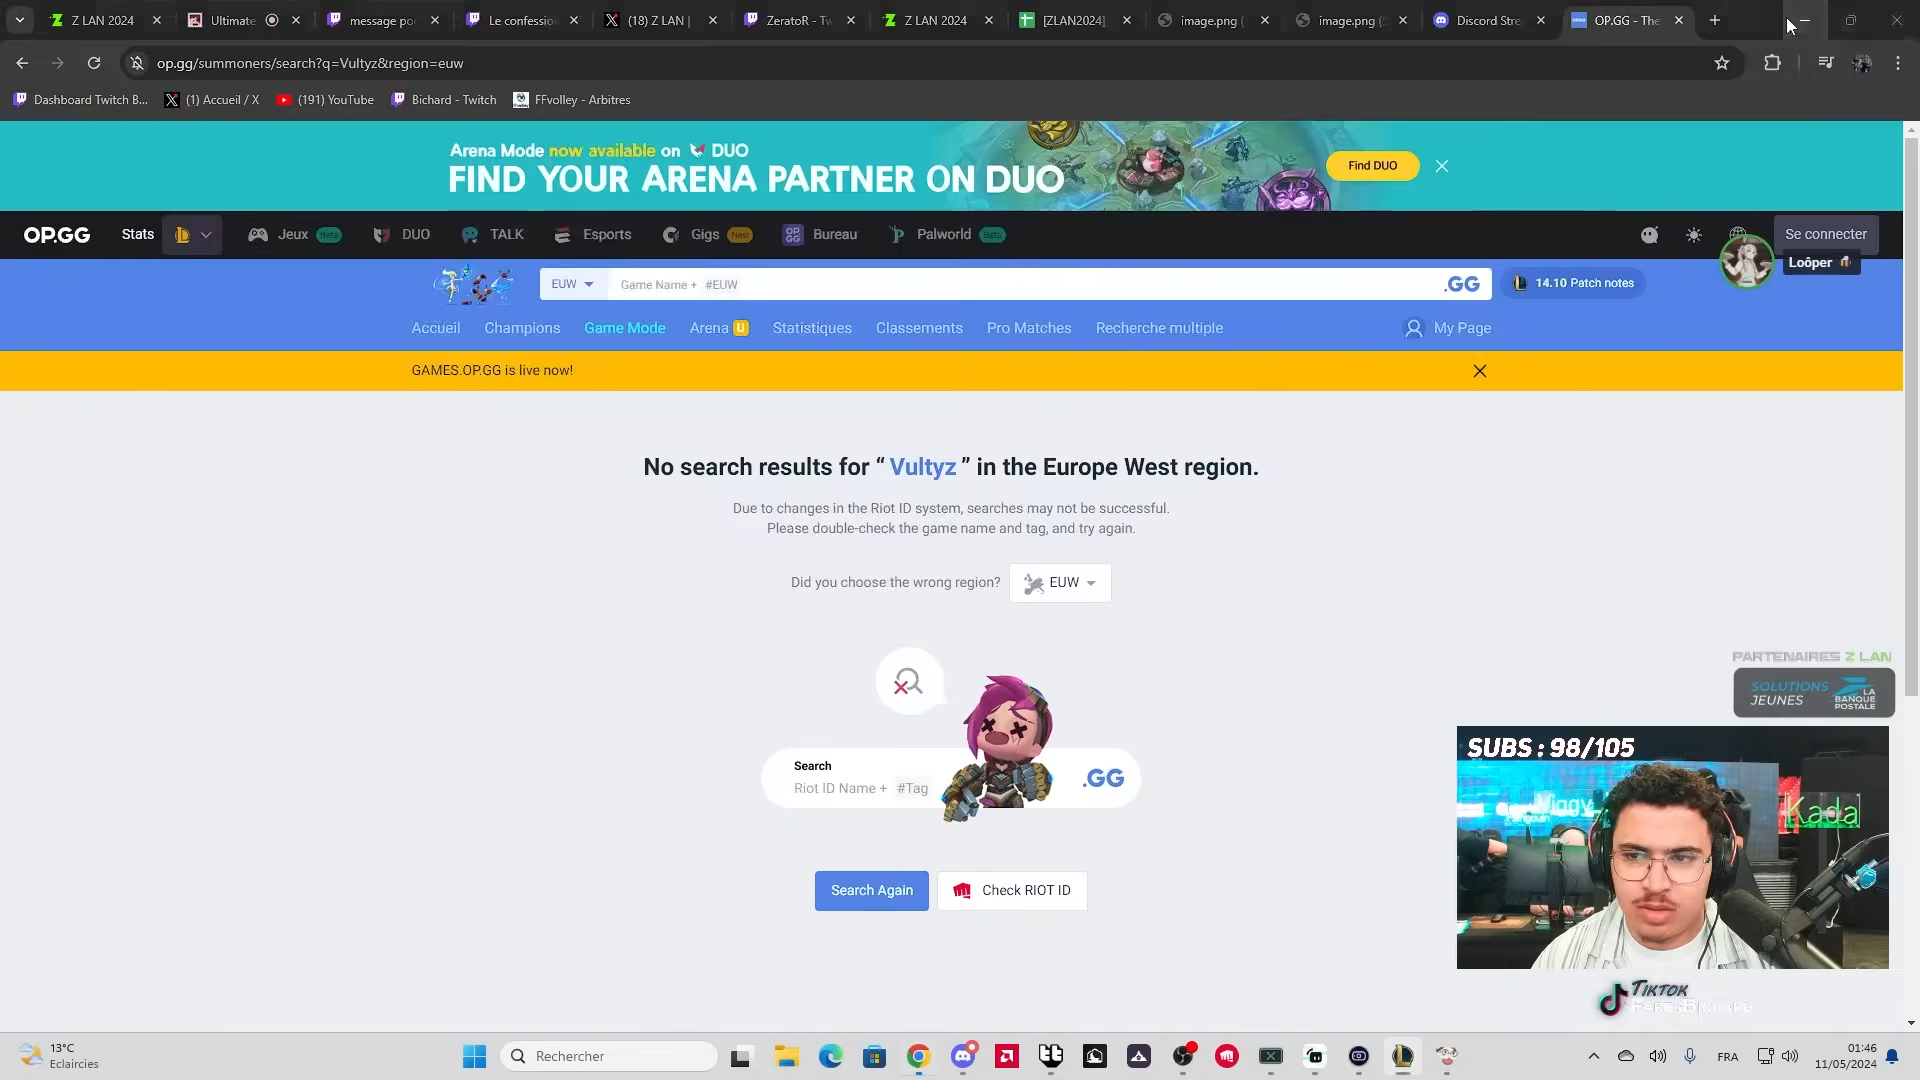 Z LAN 2024
Ultimate
message po
Le confessio
(18) Z LAN |
ZeratoR - Tw
Z LAN 2024
[ZLAN2024]
image.png (
image.png (
Discord Stre
OP.GG - The
op.gg/summoners/search?q=Vultyz&region=euw
Dashboard Twitch B...
(1) Accueil / X
(191) YouTube
Bichard - Twitch
FFvolley - Arbitres
Arena Mode now available on DUO
FIND YOUR ARENA PARTNER ON DUO
Find DUO
OP.GG
Stats
Jeux Beta
DUO
TALK
Esports
Gigs New
OP GG Bureau
Palworld Beta
Se connecter
Loôper
EUW
Game Name + #EUW
.GG
14.10 Patch notes
Accueil
Champions
Game Mode
Arena U
Statistiques
Classements
Pro Matches
Recherche multiple
My Page
GAMES.OP.GG is live now!
No search results for “ Vultyz ” in the Europe West region.
Due to changes in the Riot ID system, searches may not be successful.
Please double-check the game name and tag, and try again.
Did you choose the wrong region?
EUW
Search
Riot ID Name + #Tag
.GG
Search Again
Check RIOT ID
PARTENAIRES Z LAN
SOLUTIONS JEUNES
LA BANQUE POSTALE
SUBS : 98/105
Kada
TIKTOK
13°C
Eclaircies
Rechercher
FRA
01:46
11/05/2024